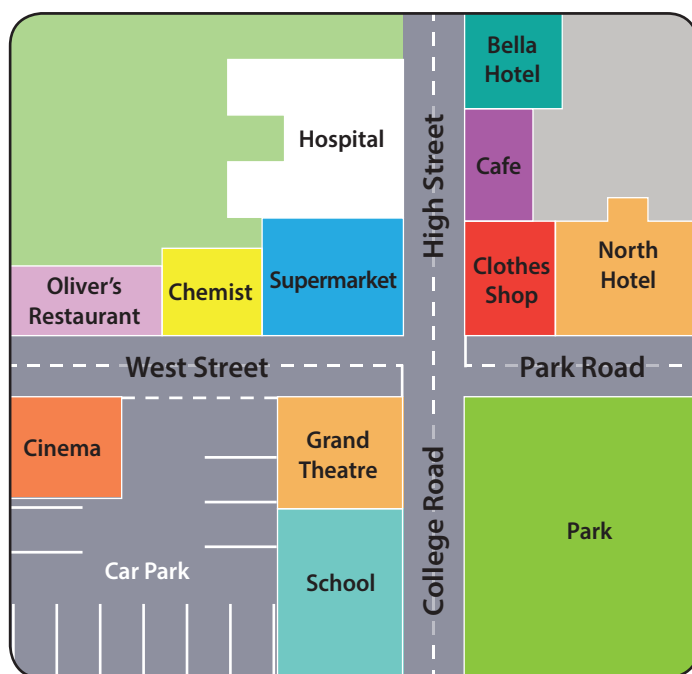 Bella
Hotel
Hospital
High Street
Cafe
Oliver's
Restaurant
Chemist
Supermarket
Clothes
Shop
North
Hotel
West Street
Park Road
Cinema
Grand
Theatre
College Road
Park
Car Park
School